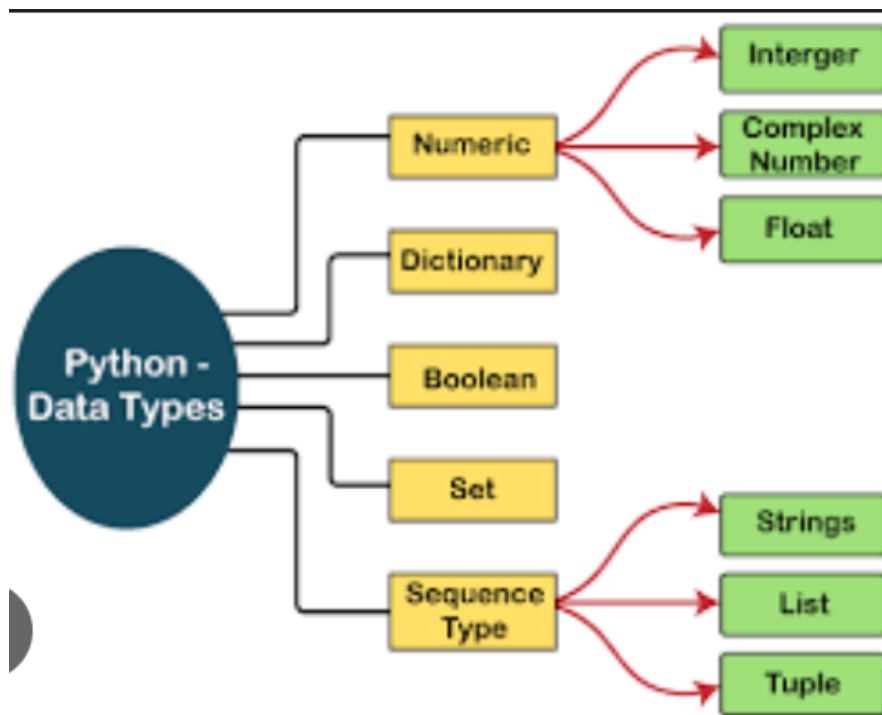 Python -
Data Types
Numeric
Dictionary
Boolean
Set
Sequence
Type
Interger
Complex
Number
Float
Strings
List
Tuple